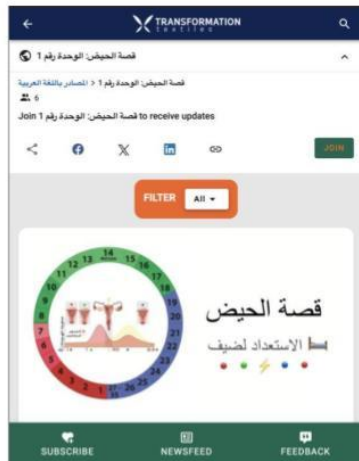 TRANSFORMATION
textiles
قصة الحيض: الوحدة رقم 1
المصادر باللغة العربية > قصة الحيض: الوحدة رقم 1
6
Join قصة الحيض: الوحدة رقم 1 to receive updates
JOIN
FILTER All
قصة الحيض
الاستعداد لضيف
14
13
12
11
10
9
8
7
6
5
4
3
2
1
15
16
17
18
19
20
21
22
23
24
25
26
27
SUBSCRIBE
NEWSFEED
FEEDBACK